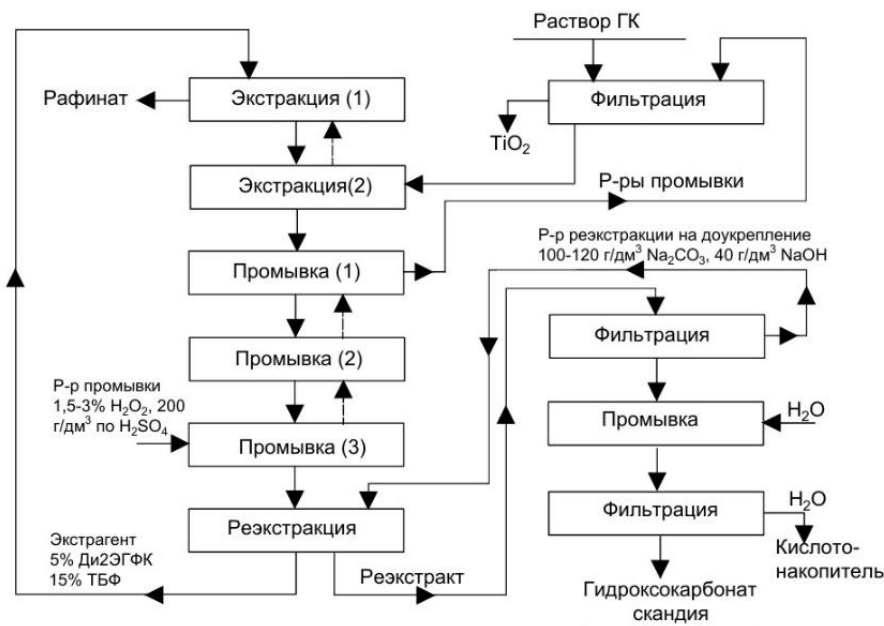 Раствор ГК
Рафинат
Экстракция (1)
Фильтрация
TiO₂
Экстракция(2)
Р-ры промывки
Р-р реэкстракции на доукрепление
100-120 г/дм³ Na₂CO₃, 40 г/дм³ NaOH
Промывка (1)
Фильтрация
Промывка (2)
Р-р промывки
1,5-3% H₂O₂, 200
г/дм³ по H₂SO₄
Промывка
H₂O
Промывка (3)
Реэкстракция
Фильтрация
H₂O
Экстрагент
5% Ди2ЭГФК
15% ТБФ
Реэкстракт
Кислото-
накопитель
Гидроксокарбонат
скандия